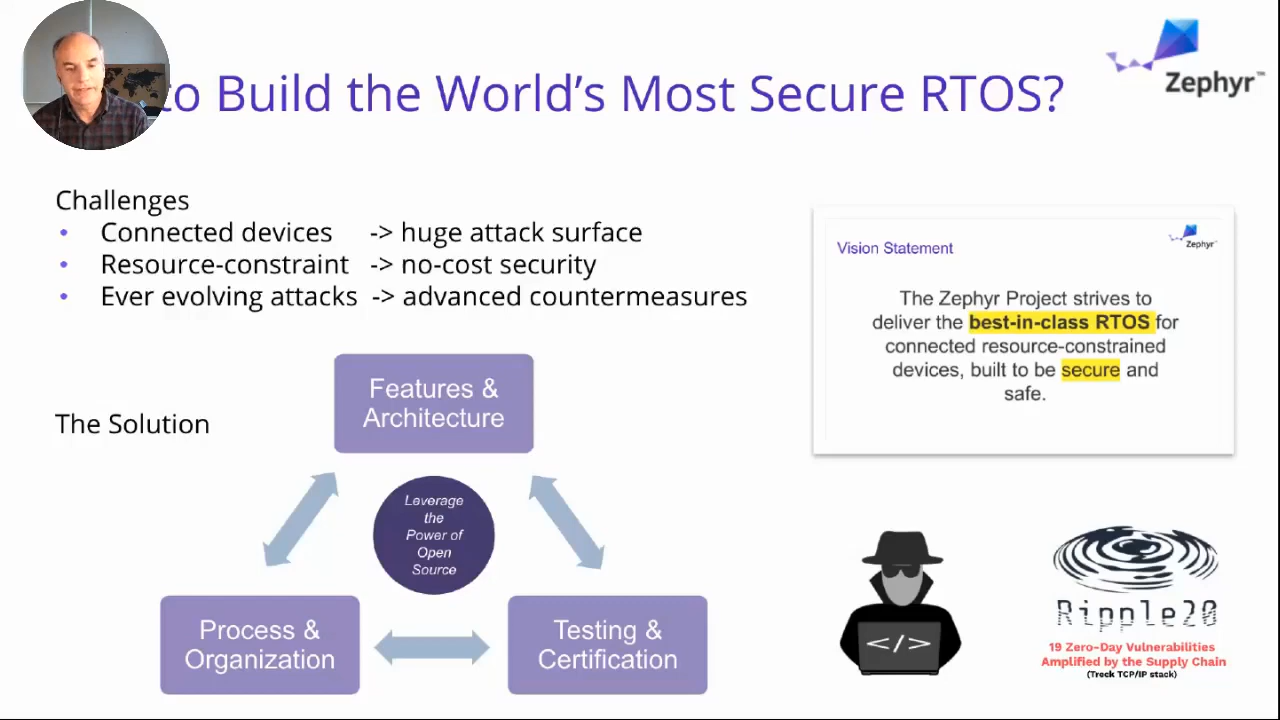 to Build the World's Most Secure RTOS?
Zephyr™
Challenges
• Connected devices -> huge attack surface
• Resource-constraint -> no-cost security
• Ever evolving attacks -> advanced countermeasures
Vision Statement
Zephyr™
The Zephyr Project strives to
deliver the best-in-class RTOS for
connected resource-constrained
devices, built to be secure and
safe.
The Solution
Features &
Architecture
Leverage
the
Power of
Open
Source
Process &
Organization
Testing &
Certification
</>
Ripple20
19 Zero-Day Vulnerabilities
Amplified by the Supply Chain
(Treck TCP/IP stack)